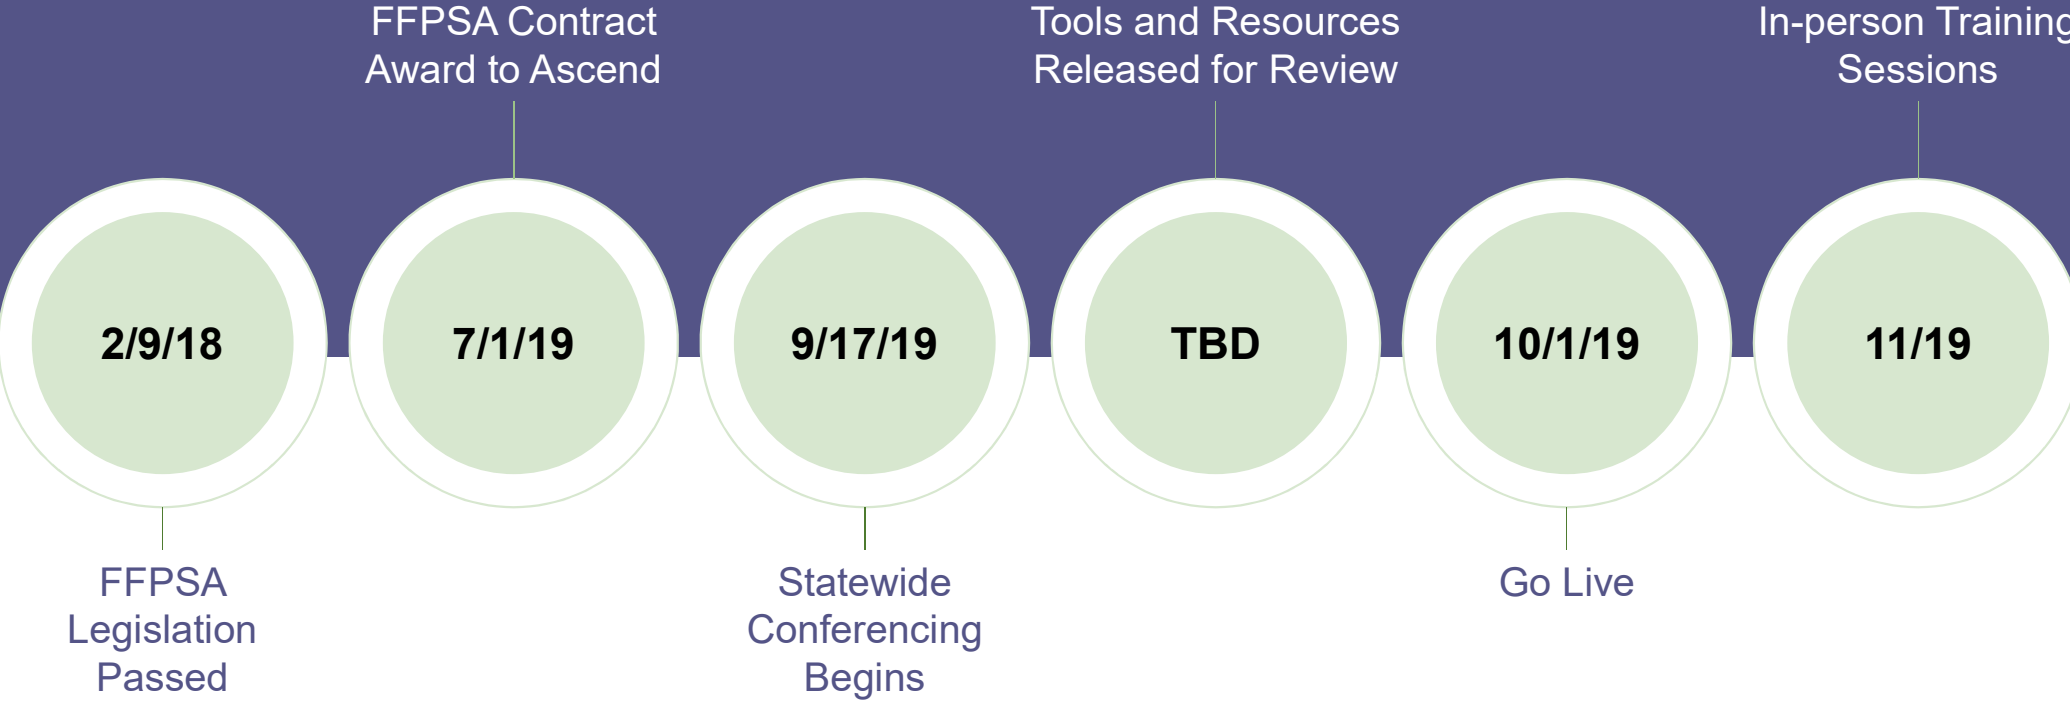 FFPSA Contract
Award to Ascend
Tools and Resources
Released for Review
In-person Training
Sessions
2/9/18
7/1/19
9/17/19
TBD
10/1/19
11/19
FFPSA
Legislation
Passed
Statewide
Conferencing
Begins
Go Live